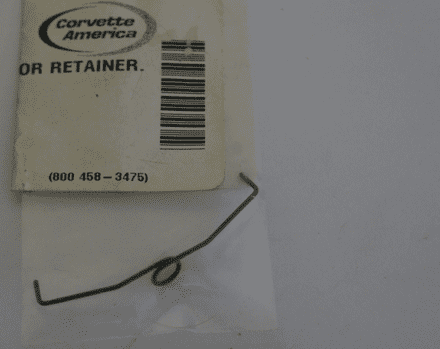 Corvette
America
OR RETAINER.
(800 458-3475)